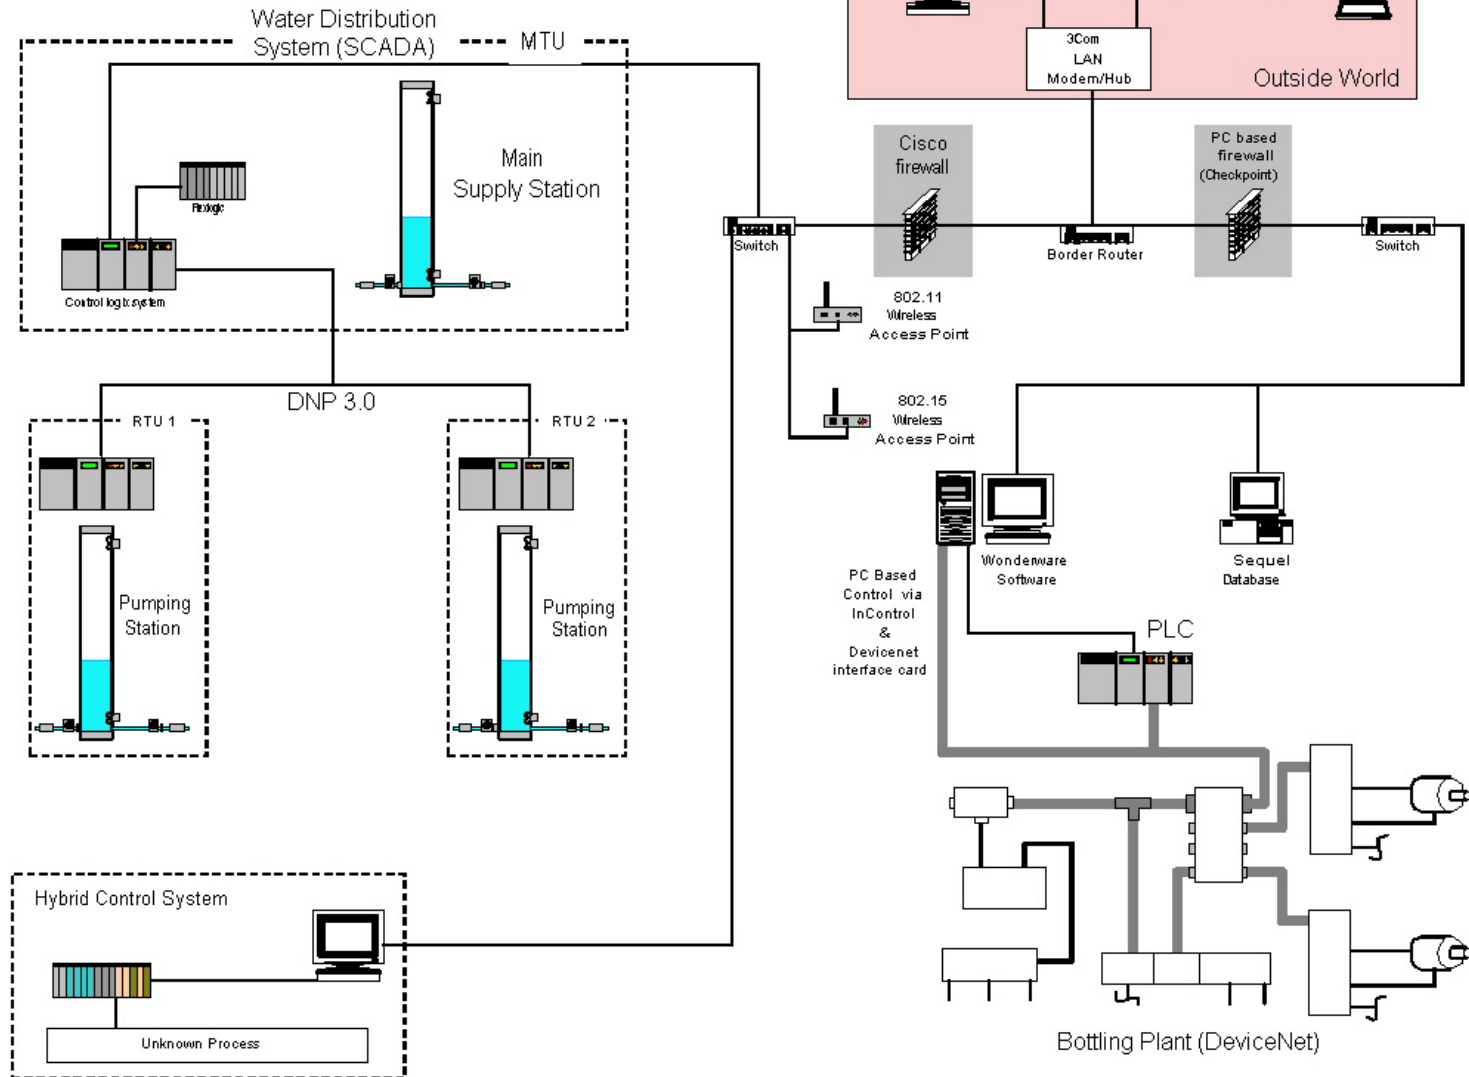 Water Distribution
System (SCADA)
MTU
3Com
LAN
Modem/Hub
Outside World
Cisco
firewall
PC based
firewall
(Checkpoint)
Main
Supply Station
Flexlogic
Control logix system
Switch
Border Router
Switch
802.11
Wireless
Access Point
802.15
Wireless
Access Point
DNP 3.0
RTU 1
RTU 2
Pumping
Station
Pumping
Station
Wonderware
Software
Sequel
Database
PC Based
Control via
InControl
&
Devicenet
interface card
PLC
Hybrid Control System
Unknown Process
Bottling Plant (DeviceNet)